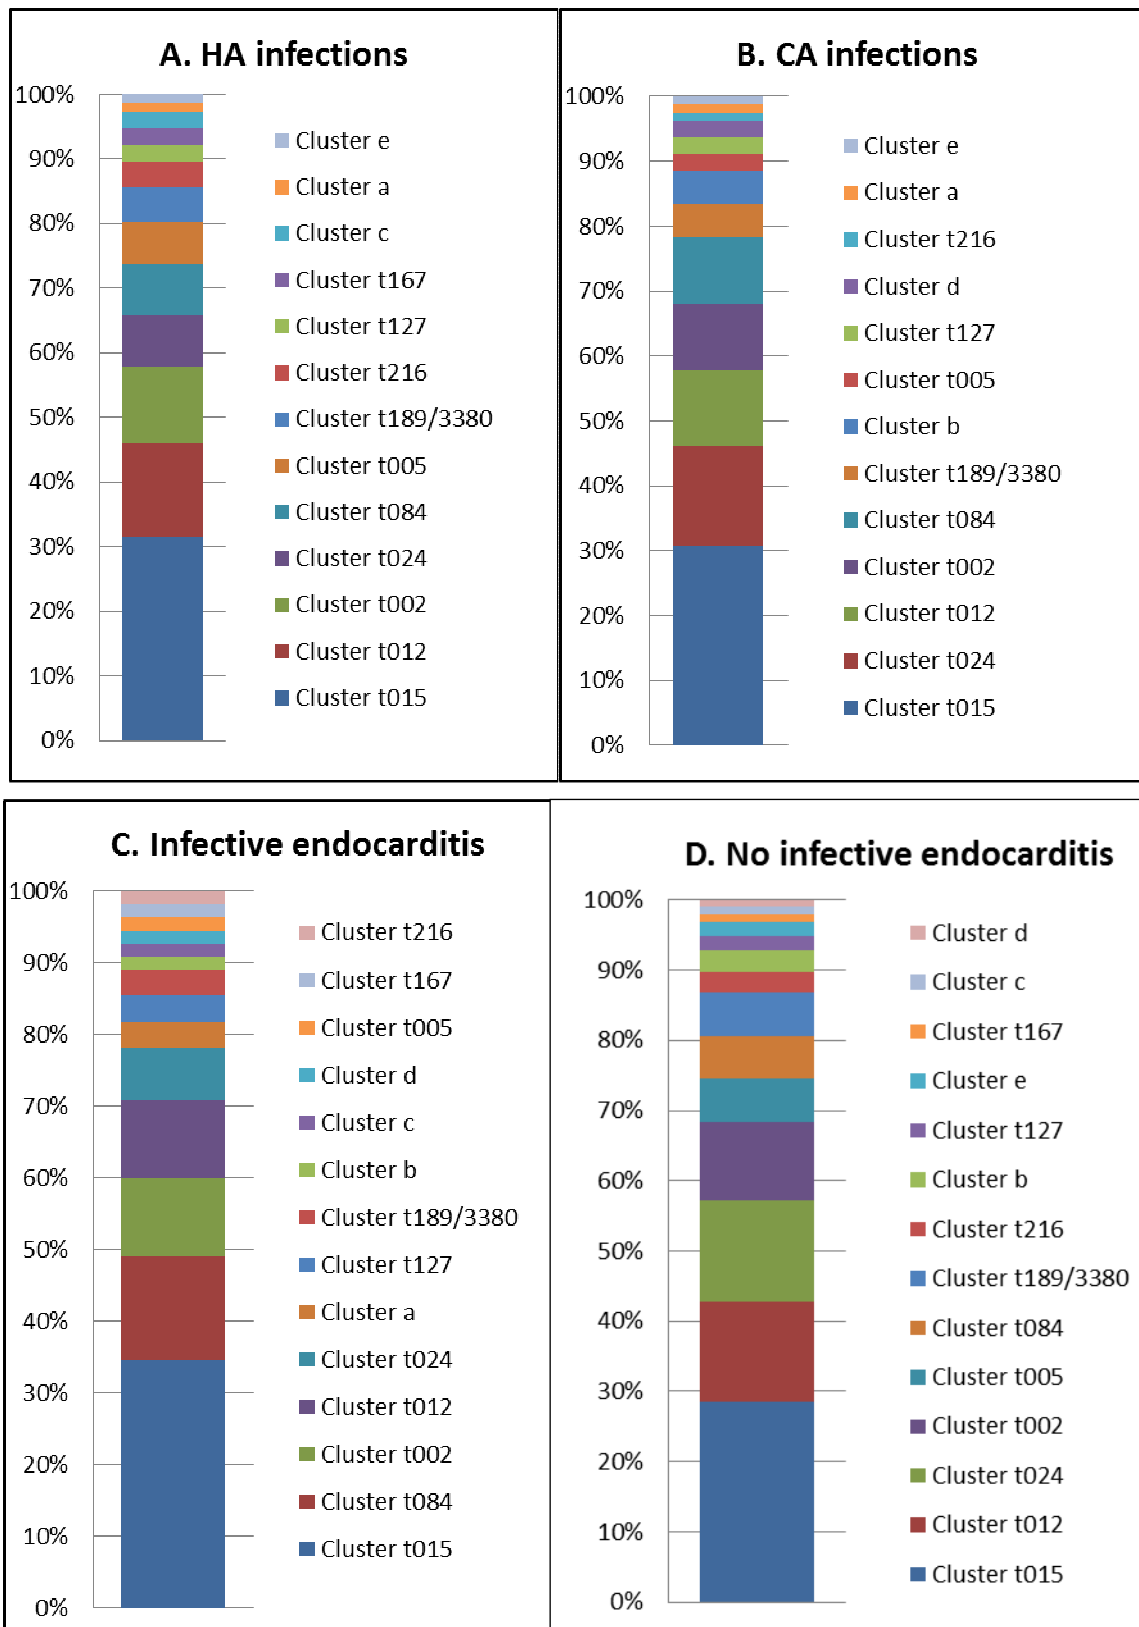 A. HA infections
100%
90%
80%
70%
60%
50%
40%
30%
20%
10%
0%
Cluster e
Cluster a
Cluster c
Cluster t167
Cluster t127
Cluster t216
Cluster t189/3380
Cluster t005
Cluster t084
Cluster t024
Cluster t002
Cluster t012
Cluster t015
B. CA infections
100%
90%
80%
70%
60%
50%
40%
30%
20%
10%
0%
Cluster e
Cluster a
Cluster t216
Cluster d
Cluster t127
Cluster t005
Cluster b
Cluster t189/3380
Cluster t084
Cluster t002
Cluster t012
Cluster t024
Cluster t015
C. Infective endocarditis
100%
90%
80%
70%
60%
50%
40%
30%
20%
10%
0%
Cluster t216
Cluster t167
Cluster t005
Cluster d
Cluster c
Cluster b
Cluster t189/3380
Cluster t127
Cluster a
Cluster t024
Cluster t012
Cluster t002
Cluster t084
Cluster t015
D. No infective endocarditis
100%
90%
80%
70%
60%
50%
40%
30%
20%
10%
0%
Cluster d
Cluster c
Cluster t167
Cluster e
Cluster t127
Cluster b
Cluster t216
Cluster t189/3380
Cluster t084
Cluster t005
Cluster t002
Cluster t024
Cluster t012
Cluster t015